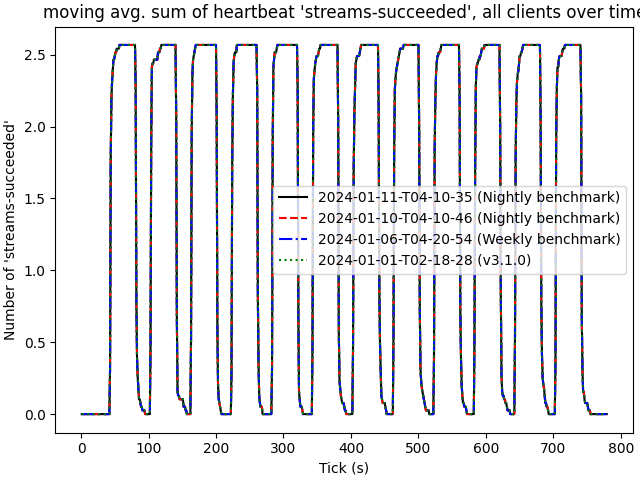 moving avg. sum of heartbeat 'streams-succeeded', all clients over time
Number of 'streams-succeeded'
2.5
2.0
1.5
1.0
0.5
0.0
2024-01-11-T04-10-35 (Nightly benchmark)
2024-01-10-T04-10-46 (Nightly benchmark)
2024-01-06-T04-20-54 (Weekly benchmark)
2024-01-01-T02-18-28 (v3.1.0)
0 100 200 300 400 500 600 700 800
Tick (s)